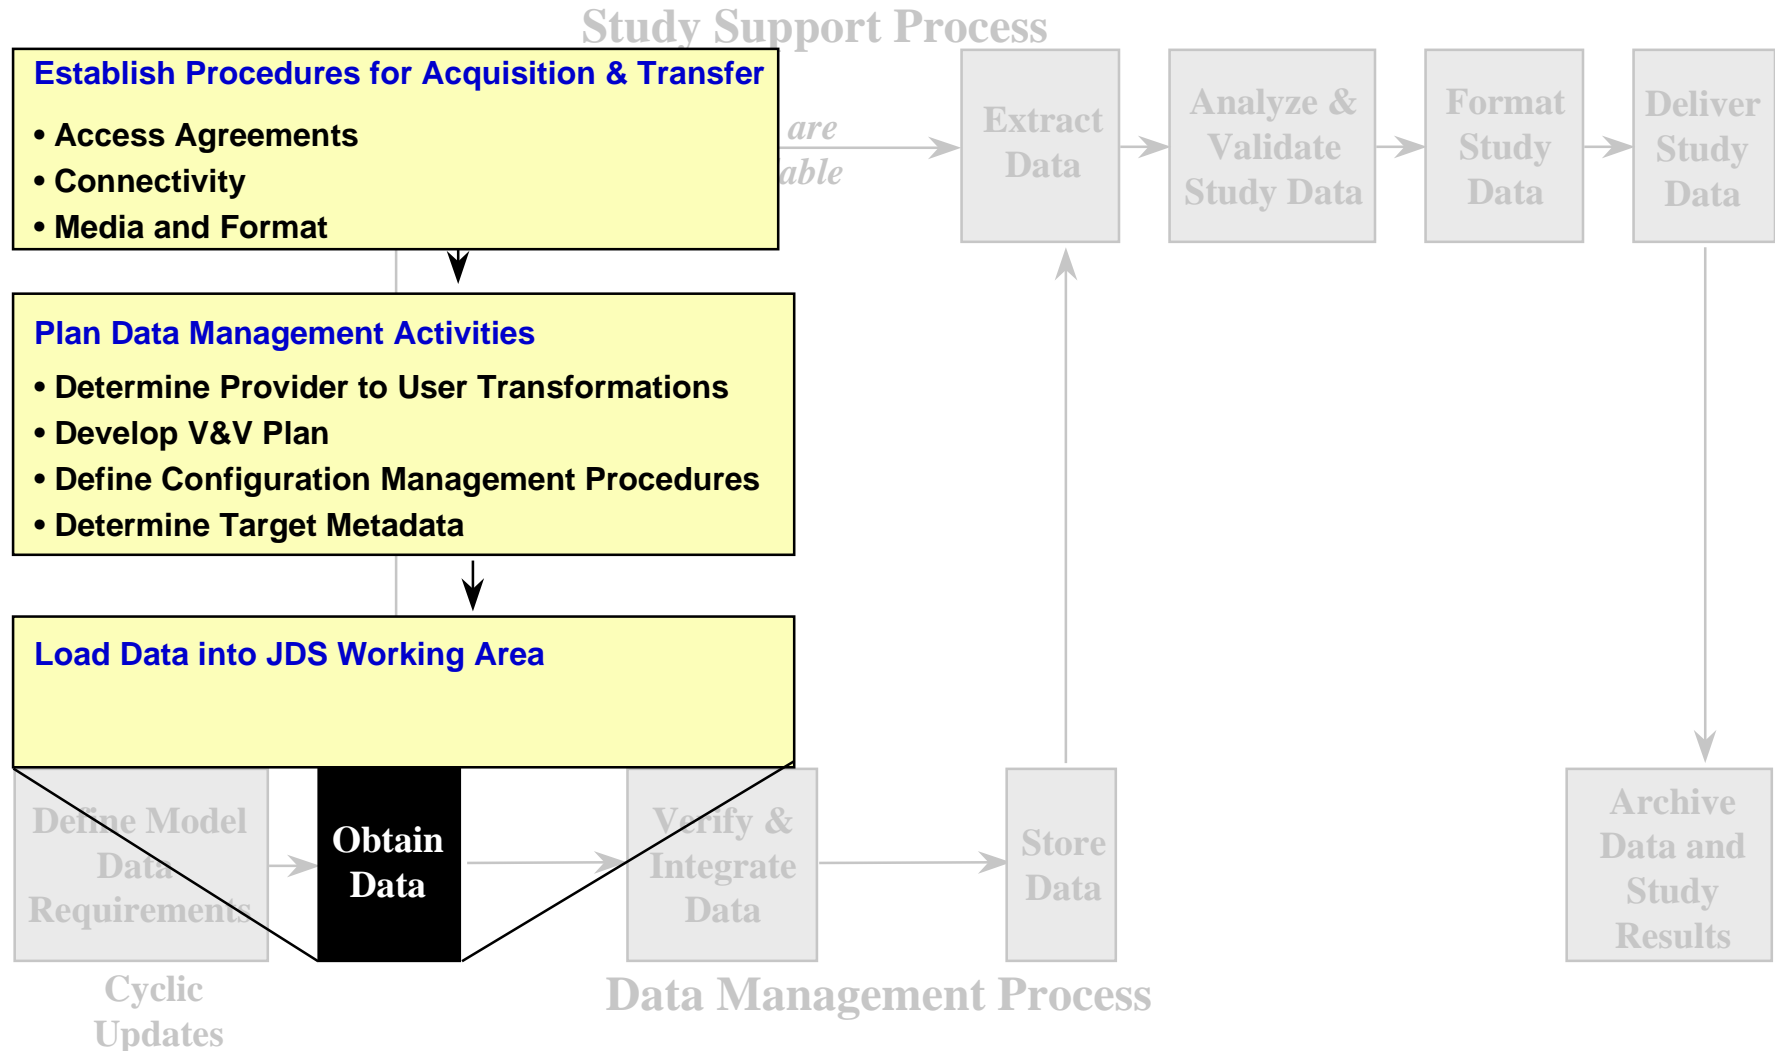 Study Support Process
Establish Procedures for Acquisition & Transfer
• Access Agreements
• Connectivity
• Media and Format
are
Extract
Data
Analyze &
Validate
Study Data
Format
Study
Data
Deliver
Study
Data
Plan Data Management Activities
• Determine Provider to User Transformations
• Develop V&V Plan
• Define Configuration Management Procedures
• Determine Target Metadata
Load Data into JDS Working Area
Define Model
Data
Requirements
Obtain
Data
Verify &
Integrate
Data
Store
Data
Archive
Data and
Study
Results
Cyclic
Updates
Data Management Process